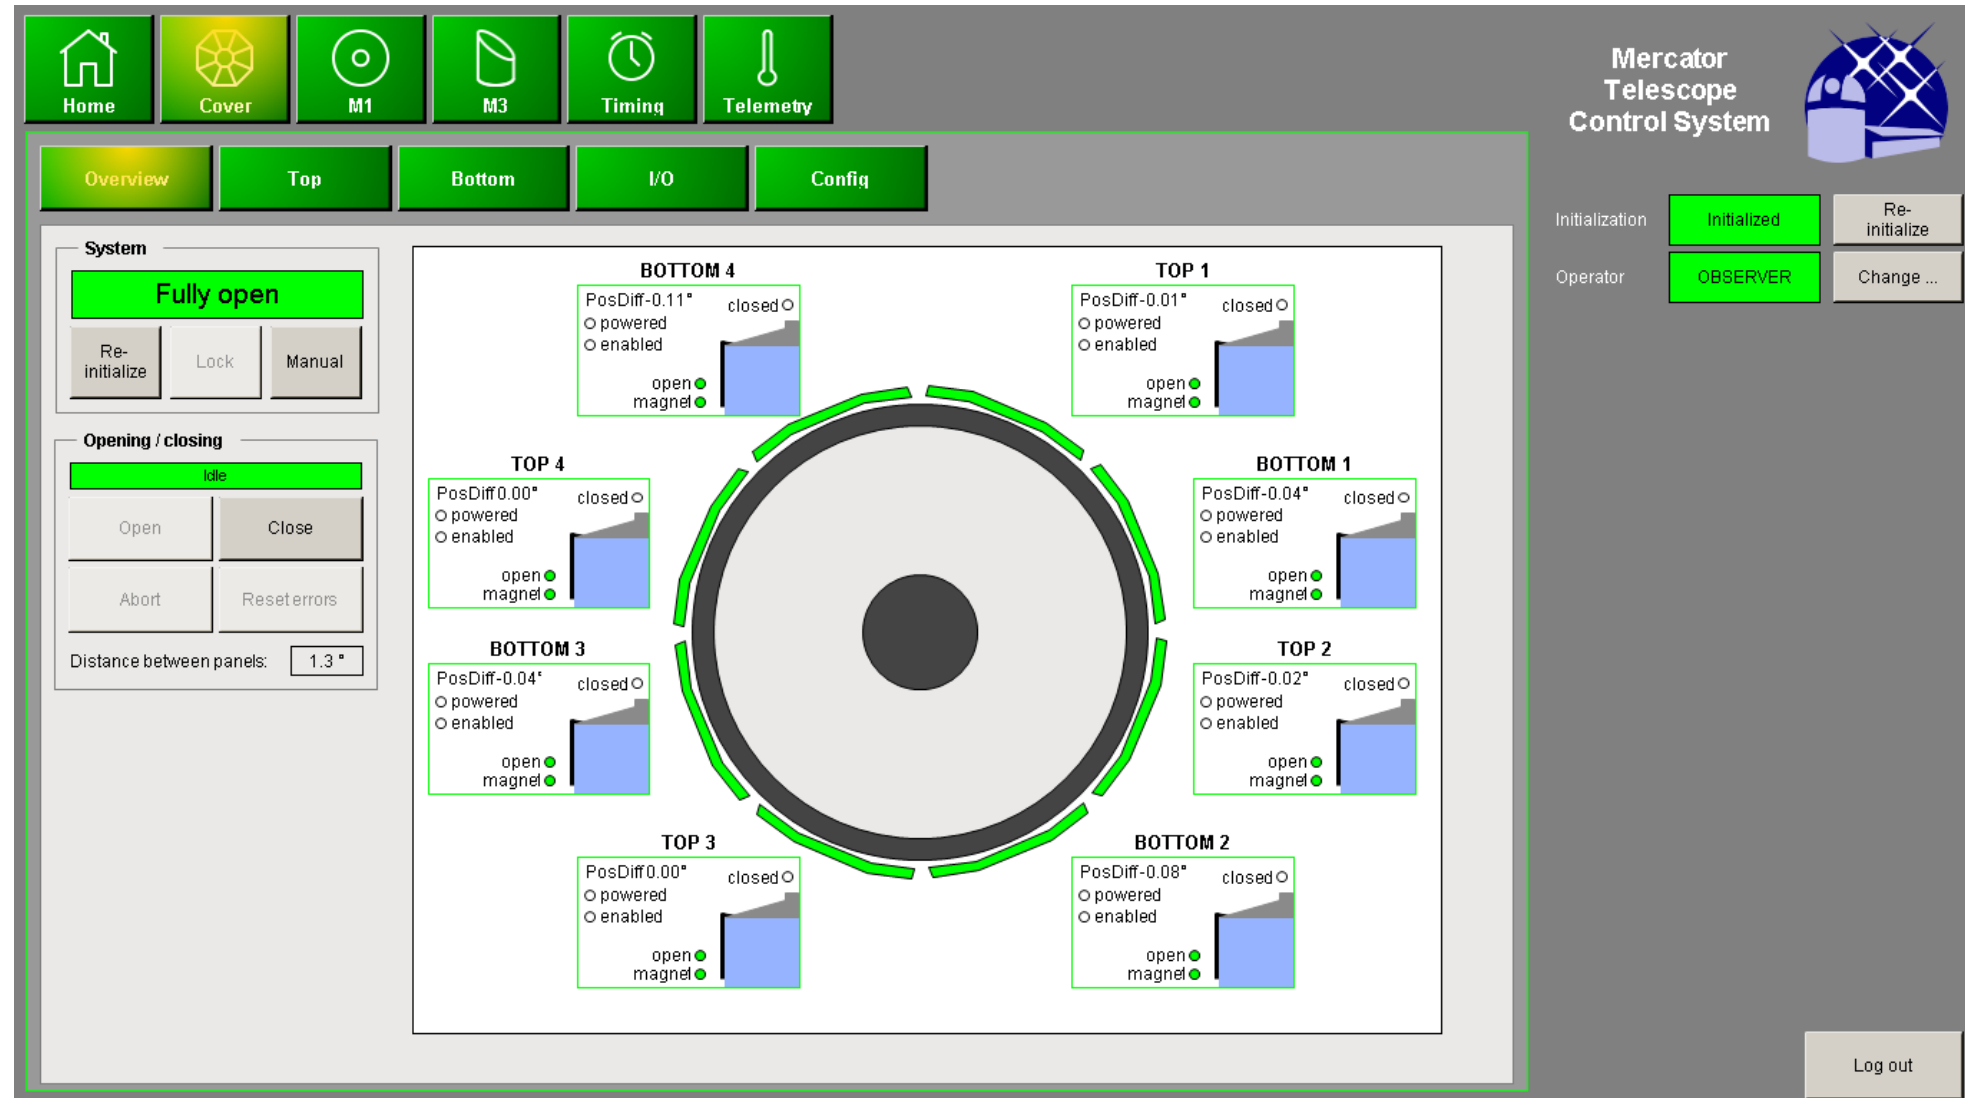 Home
Cover
M1
M3
Timing
Telemetry
Mercator
Telescope
Control System
Overview
Top
Bottom
I/O
Config
Initialization
Initialized
Re-
initialize
Operator
OBSERVER
Change ...
System
Fully open
Re-
initialize
Lock
Manual
Opening / closing
Idle
Open
Close
Abort
Reset errors
Distance between panels: 1.3 °
BOTTOM 4
PosDiff-0.11°
closed
powered
enabled
open
magnet
TOP 1
PosDiff-0.01°
closed
powered
enabled
open
magnet
TOP 4
PosDiff0.00°
closed
powered
enabled
open
magnet
BOTTOM 1
PosDiff-0.04°
closed
powered
enabled
open
magnet
BOTTOM 3
PosDiff-0.04°
closed
powered
enabled
open
magnet
TOP 2
PosDiff-0.02°
closed
powered
enabled
open
magnet
TOP 3
PosDiff0.00°
closed
powered
enabled
open
magnet
BOTTOM 2
PosDiff-0.08°
closed
powered
enabled
open
magnet
Log out